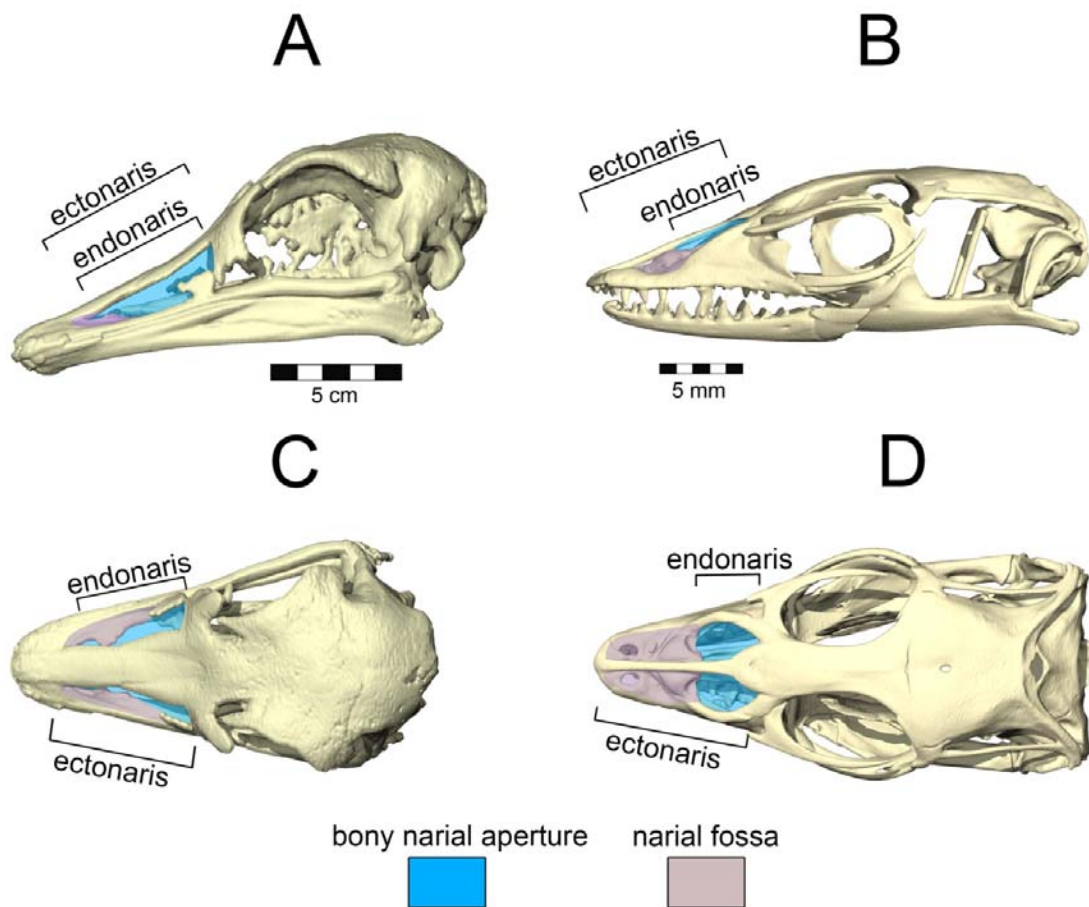 A
B
ectonaris
endonaris
ectonaris
endonaris
5 cm
5 mm
C
D
endonaris
ectonaris
endonaris
ectonaris
bony narial aperture
narial fossa